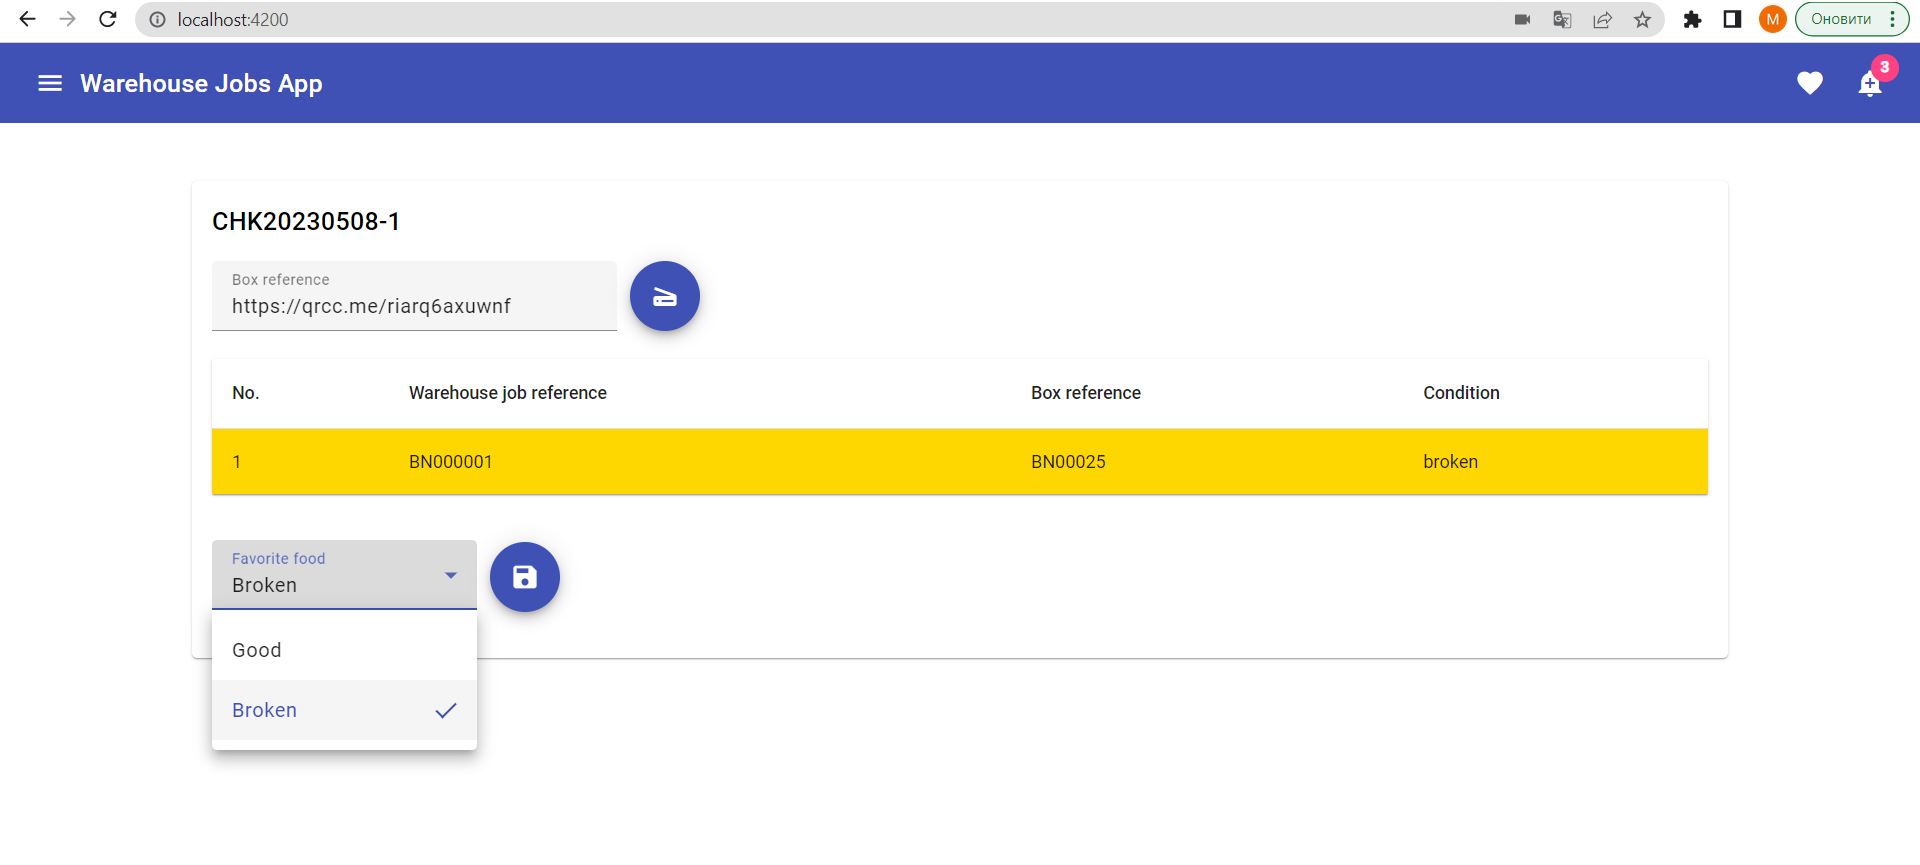 localhost:4200
M
Оновити
Warehouse Jobs App
3
CHK20230508-1
Box reference
https://qrcc.me/riarq6axuwnf
No. Warehouse job reference Box reference Condition
1 BN000001 BN00025 broken
Favorite food
Broken
Good
Broken